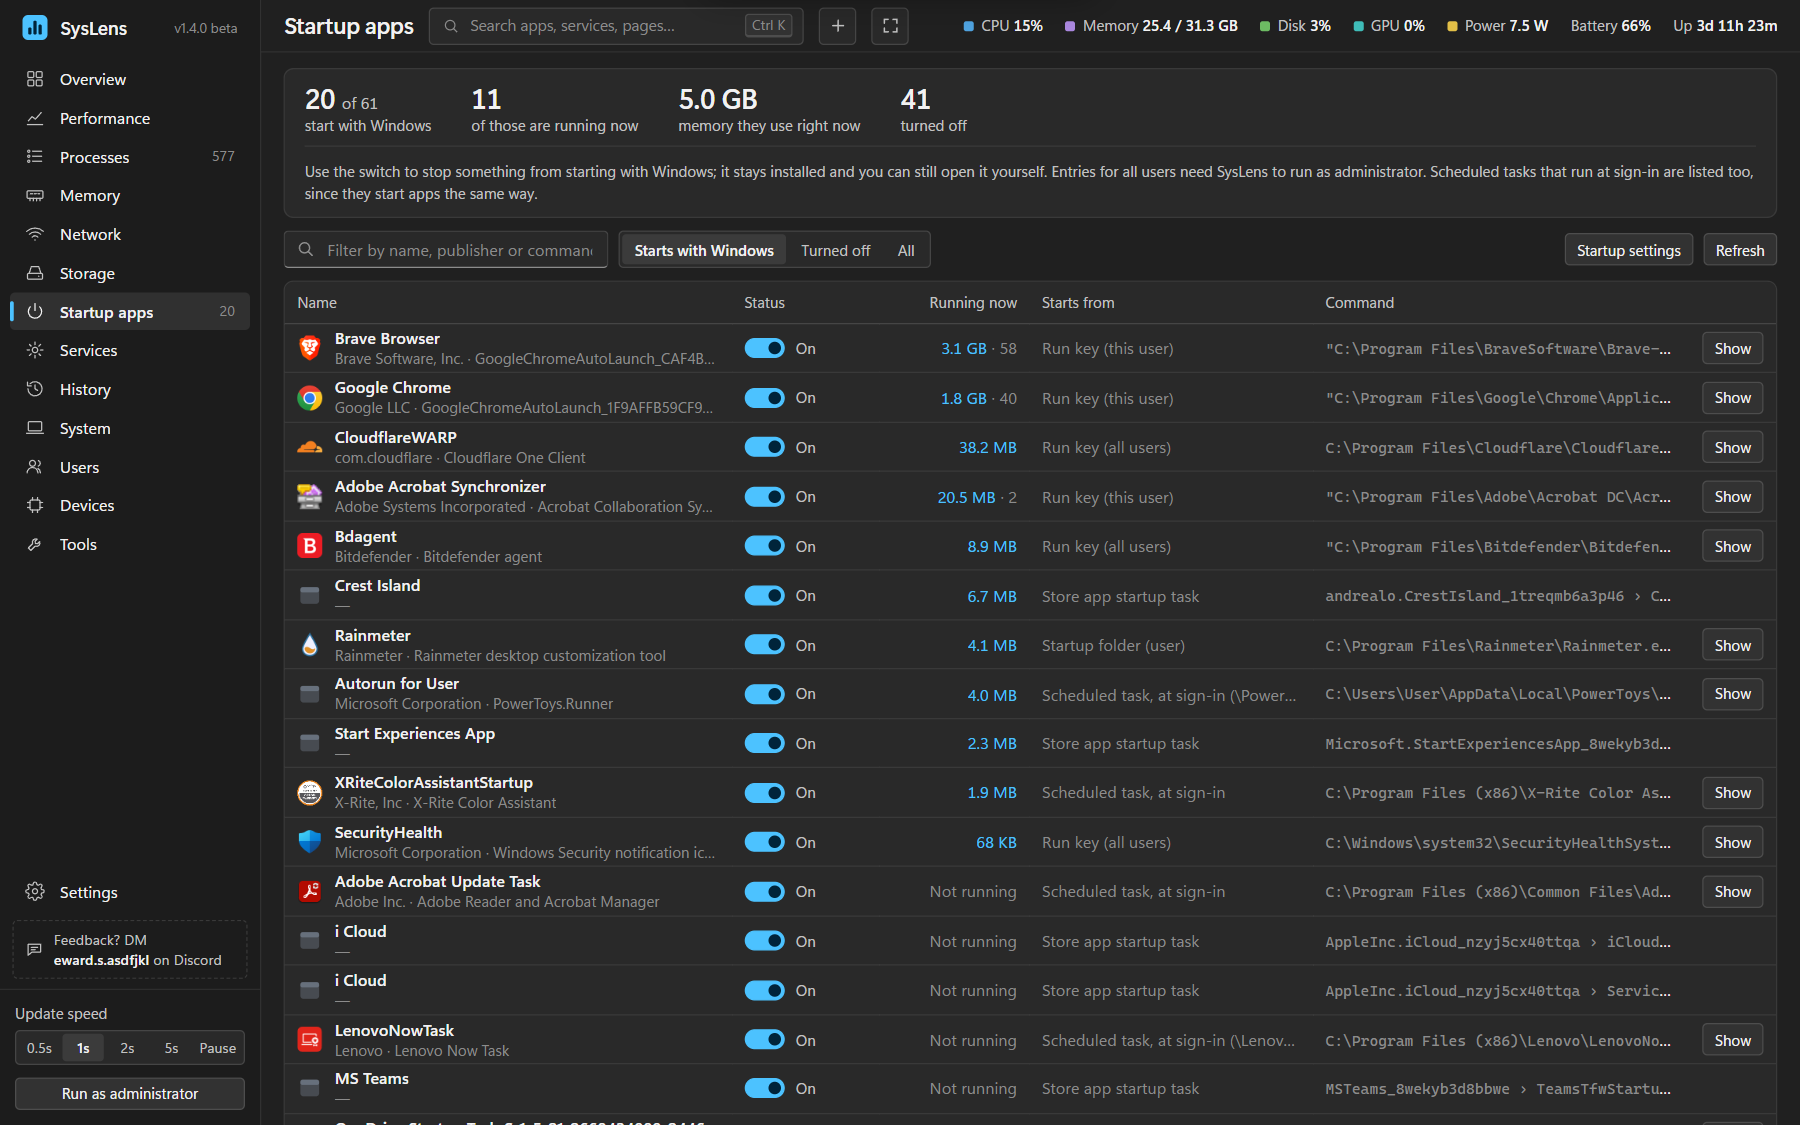 SysLens v1.4.0 beta
Overview
Performance
Processes 577
Memory
Network
Storage
Startup apps 20
Services
History
System
Users
Devices
Tools
Settings
Feedback? DM
eward.s.asdfjkl on Discord
Update speed
0.5s 1s 2s 5s Pause
Run as administrator
Startup apps
Search apps, services, pages... Ctrl K
CPU 15% Memory 25.4 / 31.3 GB Disk 3% GPU 0% Power 7.5 W Battery 66% Up 3d 11h 23m
20 of 61
start with Windows
11
of those are running now
5.0 GB
memory they use right now
41
turned off
Use the switch to stop something from starting with Windows; it stays installed and you can still open it yourself. Entries for all users need SysLens to run as administrator. Scheduled tasks that run at sign-in are listed too,
since they start apps the same way.
Filter by name, publisher or comman
Starts with Windows Turned off All
Startup settings Refresh
Name Status Running now Starts from Command
Brave Browser
Brave Software, Inc. · GoogleChromeAutoLaunch_CAF4B...
On 3.1 GB · 58 Run key (this user) "C:\Program Files\BraveSoftware\Brave-... Show
Google Chrome
Google LLC · GoogleChromeAutoLaunch_1F9AFFB59CF9...
On 1.8 GB · 40 Run key (this user) "C:\Program Files\Google\Chrome\Applic... Show
CloudflareWARP
com.cloudflare · Cloudflare One Client
On 38.2 MB Run key (all users) C:\Program Files\Cloudflare\Cloudflare... Show
Adobe Acrobat Synchronizer
Adobe Systems Incorporated · Acrobat Collaboration Sy...
On 20.5 MB · 2 Run key (this user) "C:\Program Files\Adobe\Acrobat DC\Acr... Show
Bdagent
Bitdefender · Bitdefender agent
On 8.9 MB Run key (all users) "C:\Program Files\Bitdefender\Bitdefen... Show
Crest Island
—
On 6.7 MB Store app startup task andrealo.CrestIsland_1treqmb6a3p46 › C...
Rainmeter
Rainmeter · Rainmeter desktop customization tool
On 4.1 MB Startup folder (user) C:\Program Files\Rainmeter\Rainmeter.e... Show
Autorun for User
Microsoft Corporation · PowerToys.Runner
On 4.0 MB Scheduled task, at sign-in (\Power... C:\Users\User\AppData\Local\PowerToys\... Show
Start Experiences App
—
On 2.3 MB Store app startup task Microsoft.StartExperiencesApp_8wekyb3d...
XRiteColorAssistantStartup
X-Rite, Inc · X-Rite Color Assistant
On 1.9 MB Scheduled task, at sign-in C:\Program Files (x86)\X-Rite Color As... Show
SecurityHealth
Microsoft Corporation · Windows Security notification ic...
On 68 KB Run key (all users) C:\Windows\system32\SecurityHealthSyst... Show
Adobe Acrobat Update Task
Adobe Inc. · Adobe Reader and Acrobat Manager
On Not running Scheduled task, at sign-in C:\Program Files (x86)\Common Files\Ad... Show
i Cloud
—
On Not running Store app startup task AppleInc.iCloud_nzyj5cx40ttqa › iCloud...
i Cloud
—
On Not running Store app startup task AppleInc.iCloud_nzyj5cx40ttqa › Servic...
LenovoNowTask
Lenovo · Lenovo Now Task
On Not running Scheduled task, at sign-in (\Lenov... C:\Program Files (x86)\Lenovo\LenovoNo... Show
MS Teams
—
On Not running Store app startup task MSTeams_8wekyb3d8bbwe › TeamsTfwStartu...